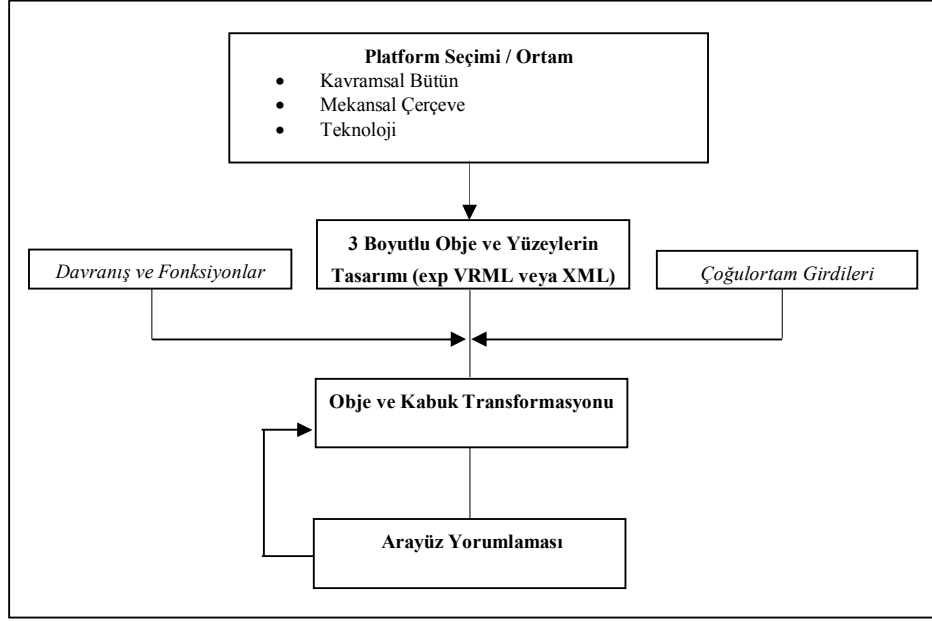 Platform Seçimi / Ortam
• Kavramsal Bütün
• Mekansal Çerçeve
• Teknoloji
3 Boyutlu Obje ve Yüzeylerin
Tasarımı (exp VRML veya XML)
Davranış ve Fonksiyonlar
Çoğulortam Girdileri
Obje ve Kabuk Transformasyonu
Arayüz Yorumlaması